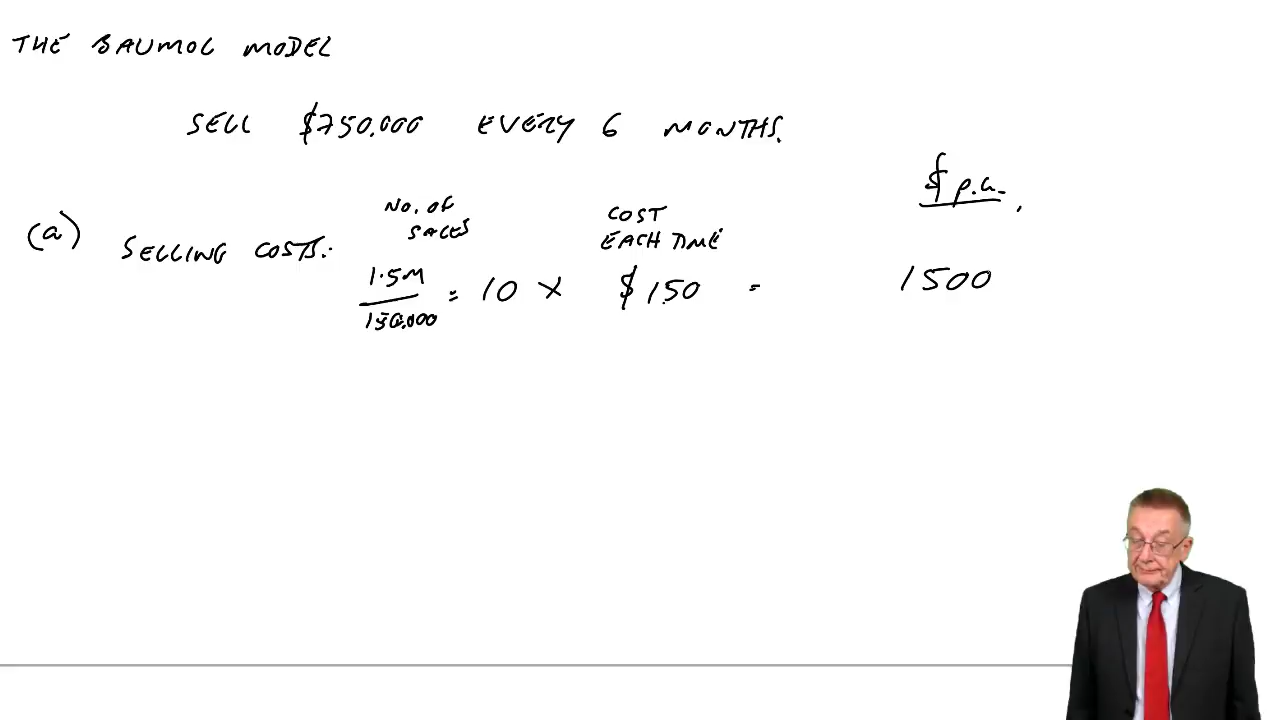 THE BAUMOL MODEL
SELL $750,000 EVERY 6 MONTHS.
$ p.a.
(a) SELLING COSTS:
NO. OF SALES
COST EACH TIME
1.5M / 150,000 = 10 × $150 = 1500